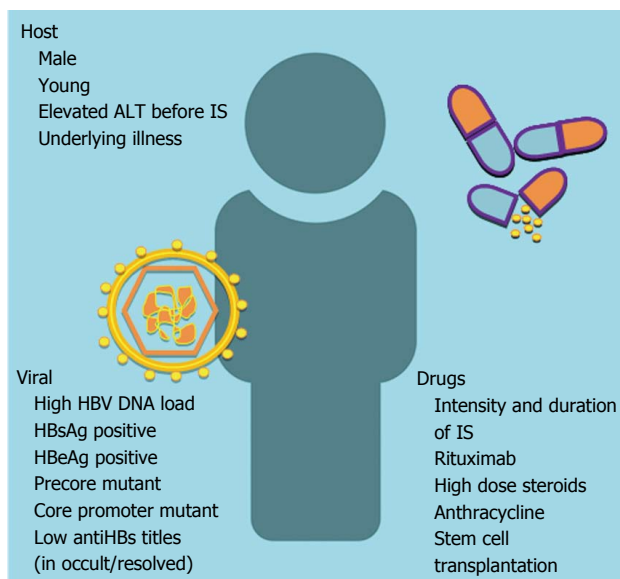 Host
Male
Young
Elevated ALT before IS
Underlying illness
Viral
High HBV DNA load
HBsAg positive
HBeAg positive
Precore mutant
Core promoter mutant
Low antiHBs titles
(in occult/resolved)
Drugs
Intensity and duration
of IS
Rituximab
High dose steroids
Anthracycline
Stem cell
transplantation